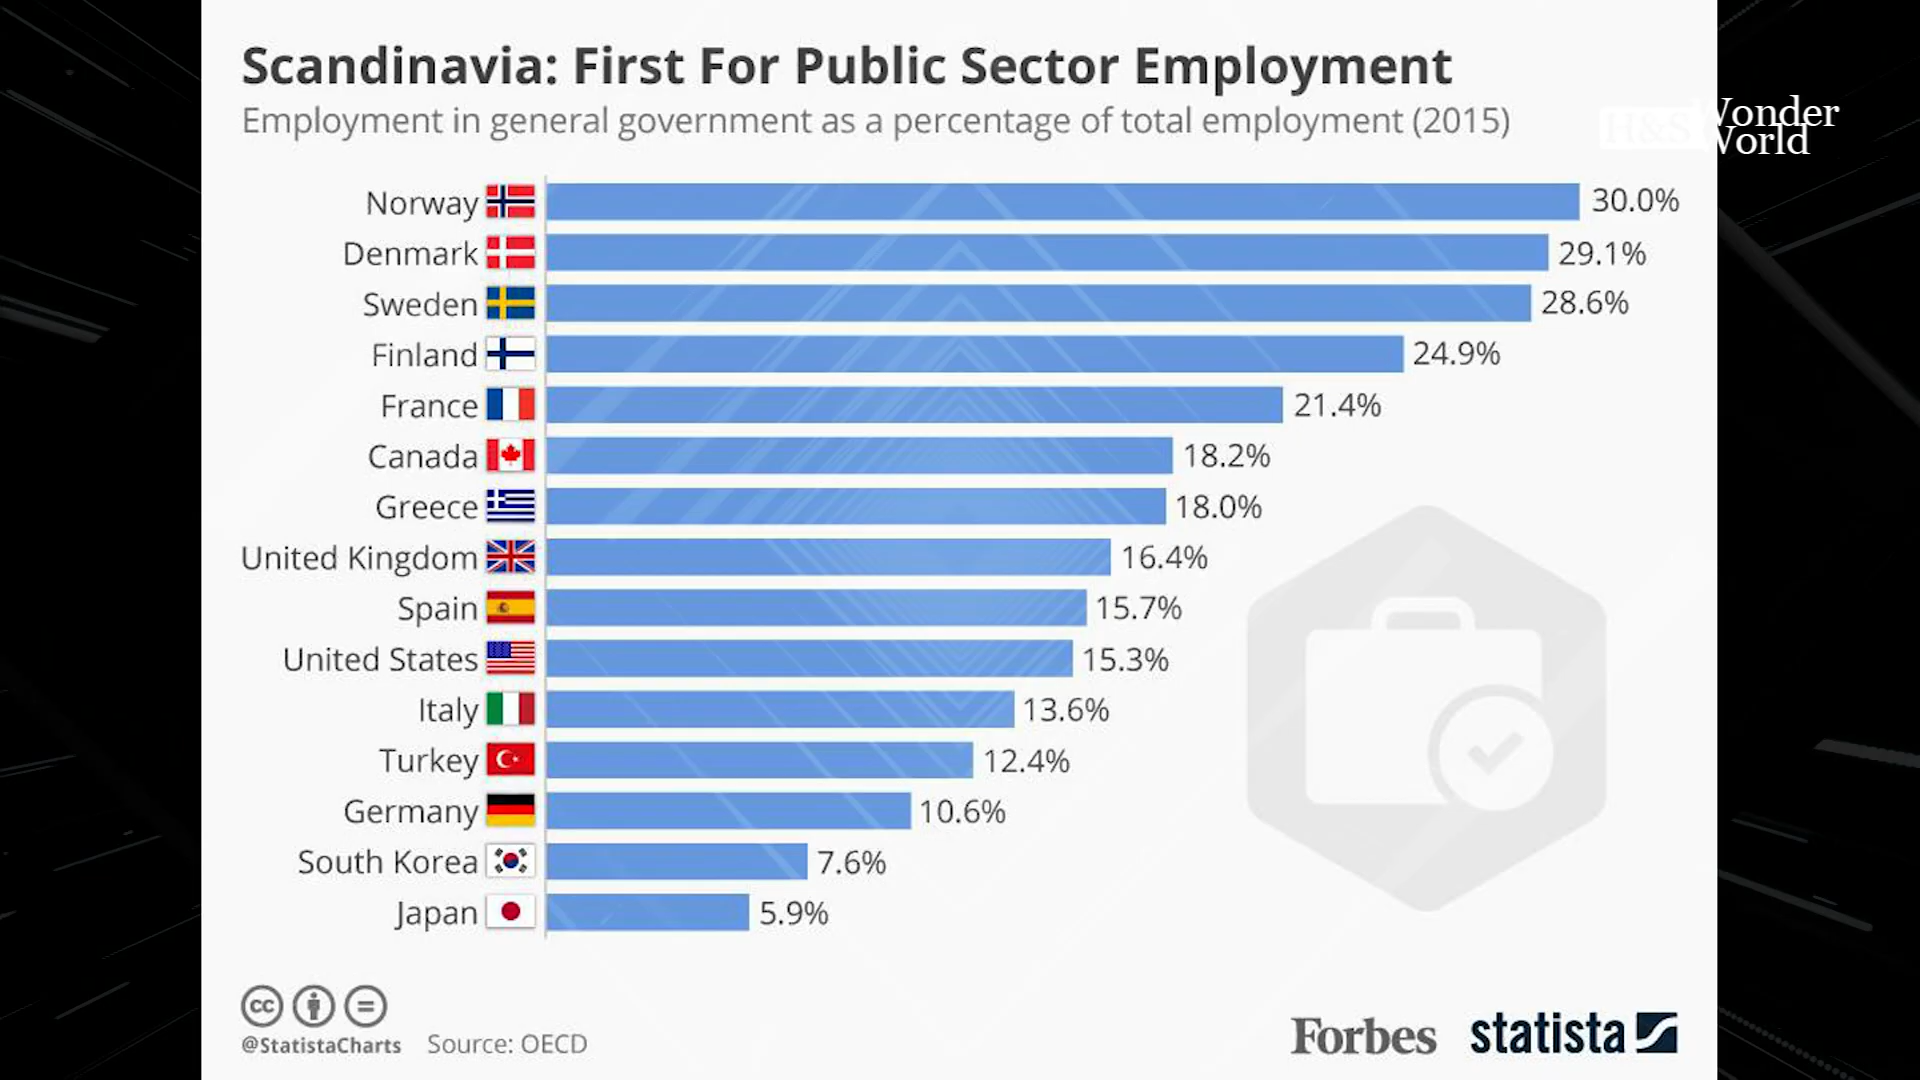 Scandinavia: First For Public Sector Employment
Employment in general government as a percentage of total employment (2015)
H&S Wonder World
Norway 30.0%
Denmark 29.1%
Sweden 28.6%
Finland 24.9%
France 21.4%
Canada 18.2%
Greece 18.0%
United Kingdom 16.4%
Spain 15.7%
United States 15.3%
Italy 13.6%
Turkey 12.4%
Germany 10.6%
South Korea 7.6%
Japan 5.9%
cc
@StatistaCharts Source: OECD
Forbes statista